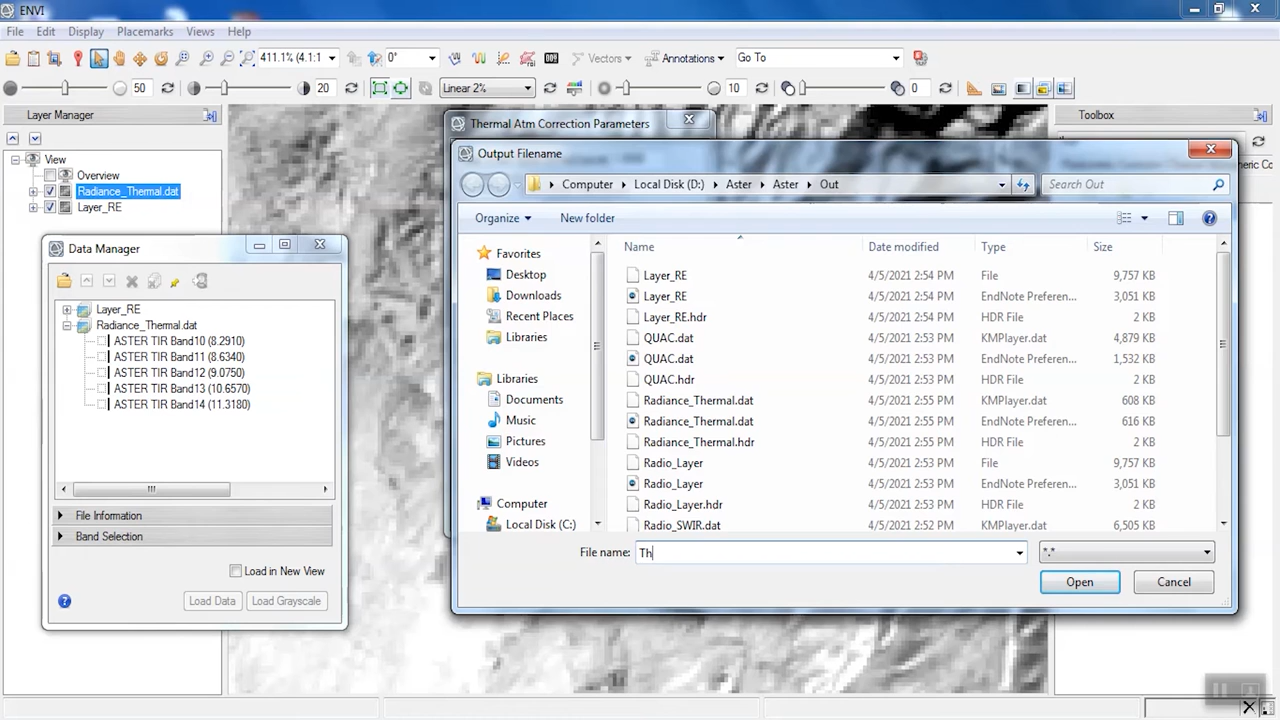 ENVI
File Edit Display Placemarks Views Help
411.1% (4.1:1 0° Vectors Annotations Go To
50 20 Linear 2% 10 0
Layer Manager
View
Overview
Radiance_Thermal.dat
Layer_RE
Data Manager
Layer_RE
Radiance_Thermal.dat
ASTER TIR Band10 (8.2910)
ASTER TIR Band11 (8.6340)
ASTER TIR Band12 (9.0750)
ASTER TIR Band13 (10.6570)
ASTER TIR Band14 (11.3180)
File Information
Band Selection
Load in New View
Load Data Load Grayscale
Thermal Atm Correction Parameters
Output Filename
Computer Local Disk (D:) Aster Aster Out Search Out
Organize New folder
Favorites
Desktop
Downloads
Recent Places
Libraries
Libraries
Documents
Music
Pictures
Videos
Computer
Local Disk (C:)
Name Date modified Type Size
Layer_RE 4/5/2021 2:54 PM File 9,757 KB
Layer_RE 4/5/2021 2:54 PM EndNote Preferen... 3,051 KB
Layer_RE.hdr 4/5/2021 2:54 PM HDR File 2 KB
QUAC.dat 4/5/2021 2:53 PM KMPlayer.dat 4,879 KB
QUAC.dat 4/5/2021 2:53 PM EndNote Preferen... 1,532 KB
QUAC.hdr 4/5/2021 2:53 PM HDR File 2 KB
Radiance_Thermal.dat 4/5/2021 2:55 PM KMPlayer.dat 608 KB
Radiance_Thermal.dat 4/5/2021 2:55 PM EndNote Preferen... 616 KB
Radiance_Thermal.hdr 4/5/2021 2:55 PM HDR File 2 KB
Radio_Layer 4/5/2021 2:53 PM File 9,757 KB
Radio_Layer 4/5/2021 2:53 PM EndNote Preferen... 3,051 KB
Radio_Layer.hdr 4/5/2021 2:53 PM HDR File 2 KB
Radio_SWIR.dat 4/5/2021 2:52 PM KMPlayer.dat 6,505 KB
File name: Th *.*
Open Cancel
Toolbox